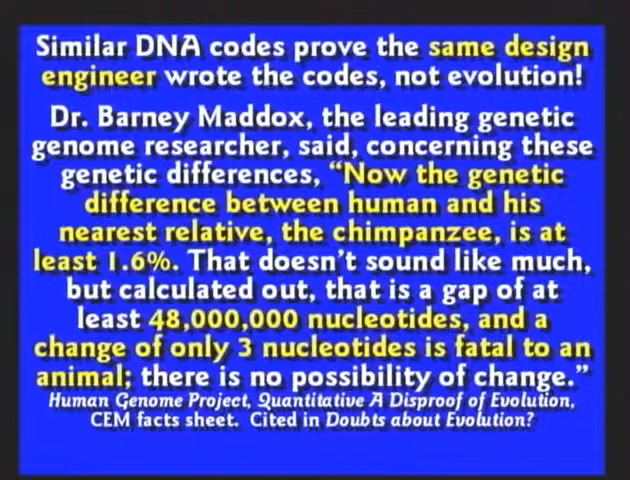 Similar DNA codes prove the same design
engineer wrote the codes, not evolution!
Dr. Barney Maddox, the leading genetic
genome researcher, said, concerning these
genetic differences, “Now the genetic
difference between human and his
nearest relative, the chimpanzee, is at
least 1.6%. That doesn’t sound like much,
but calculated out, that is a gap of at
least 48,000,000 nucleotides, and a
change of only 3 nucleotides is fatal to an
animal; there is no possibility of change.”
Human Genome Project, Quantitative A Disproof of Evolution,
CEM facts sheet. Cited in Doubts about Evolution?